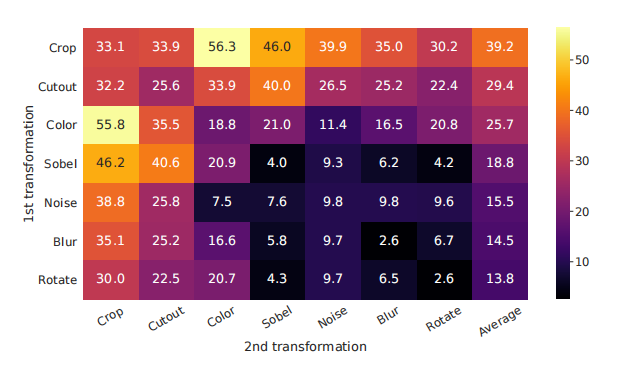 Crop 33.1 33.9 56.3 46.0 39.9 35.0 30.2 39.2
Cutout 32.2 25.6 33.9 40.0 26.5 25.2 22.4 29.4
Color 55.8 35.5 18.8 21.0 11.4 16.5 20.8 25.7
Sobel 46.2 40.6 20.9 4.0 9.3 6.2 4.2 18.8
Noise 38.8 25.8 7.5 7.6 9.8 9.8 9.6 15.5
Blur 35.1 25.2 16.6 5.8 9.7 2.6 6.7 14.5
Rotate 30.0 22.5 20.7 4.3 9.7 6.5 2.6 13.8
Crop Cutout Color Sobel Noise Blur Rotate Average
2nd transformation
1st transformation
50
40
30
20
10